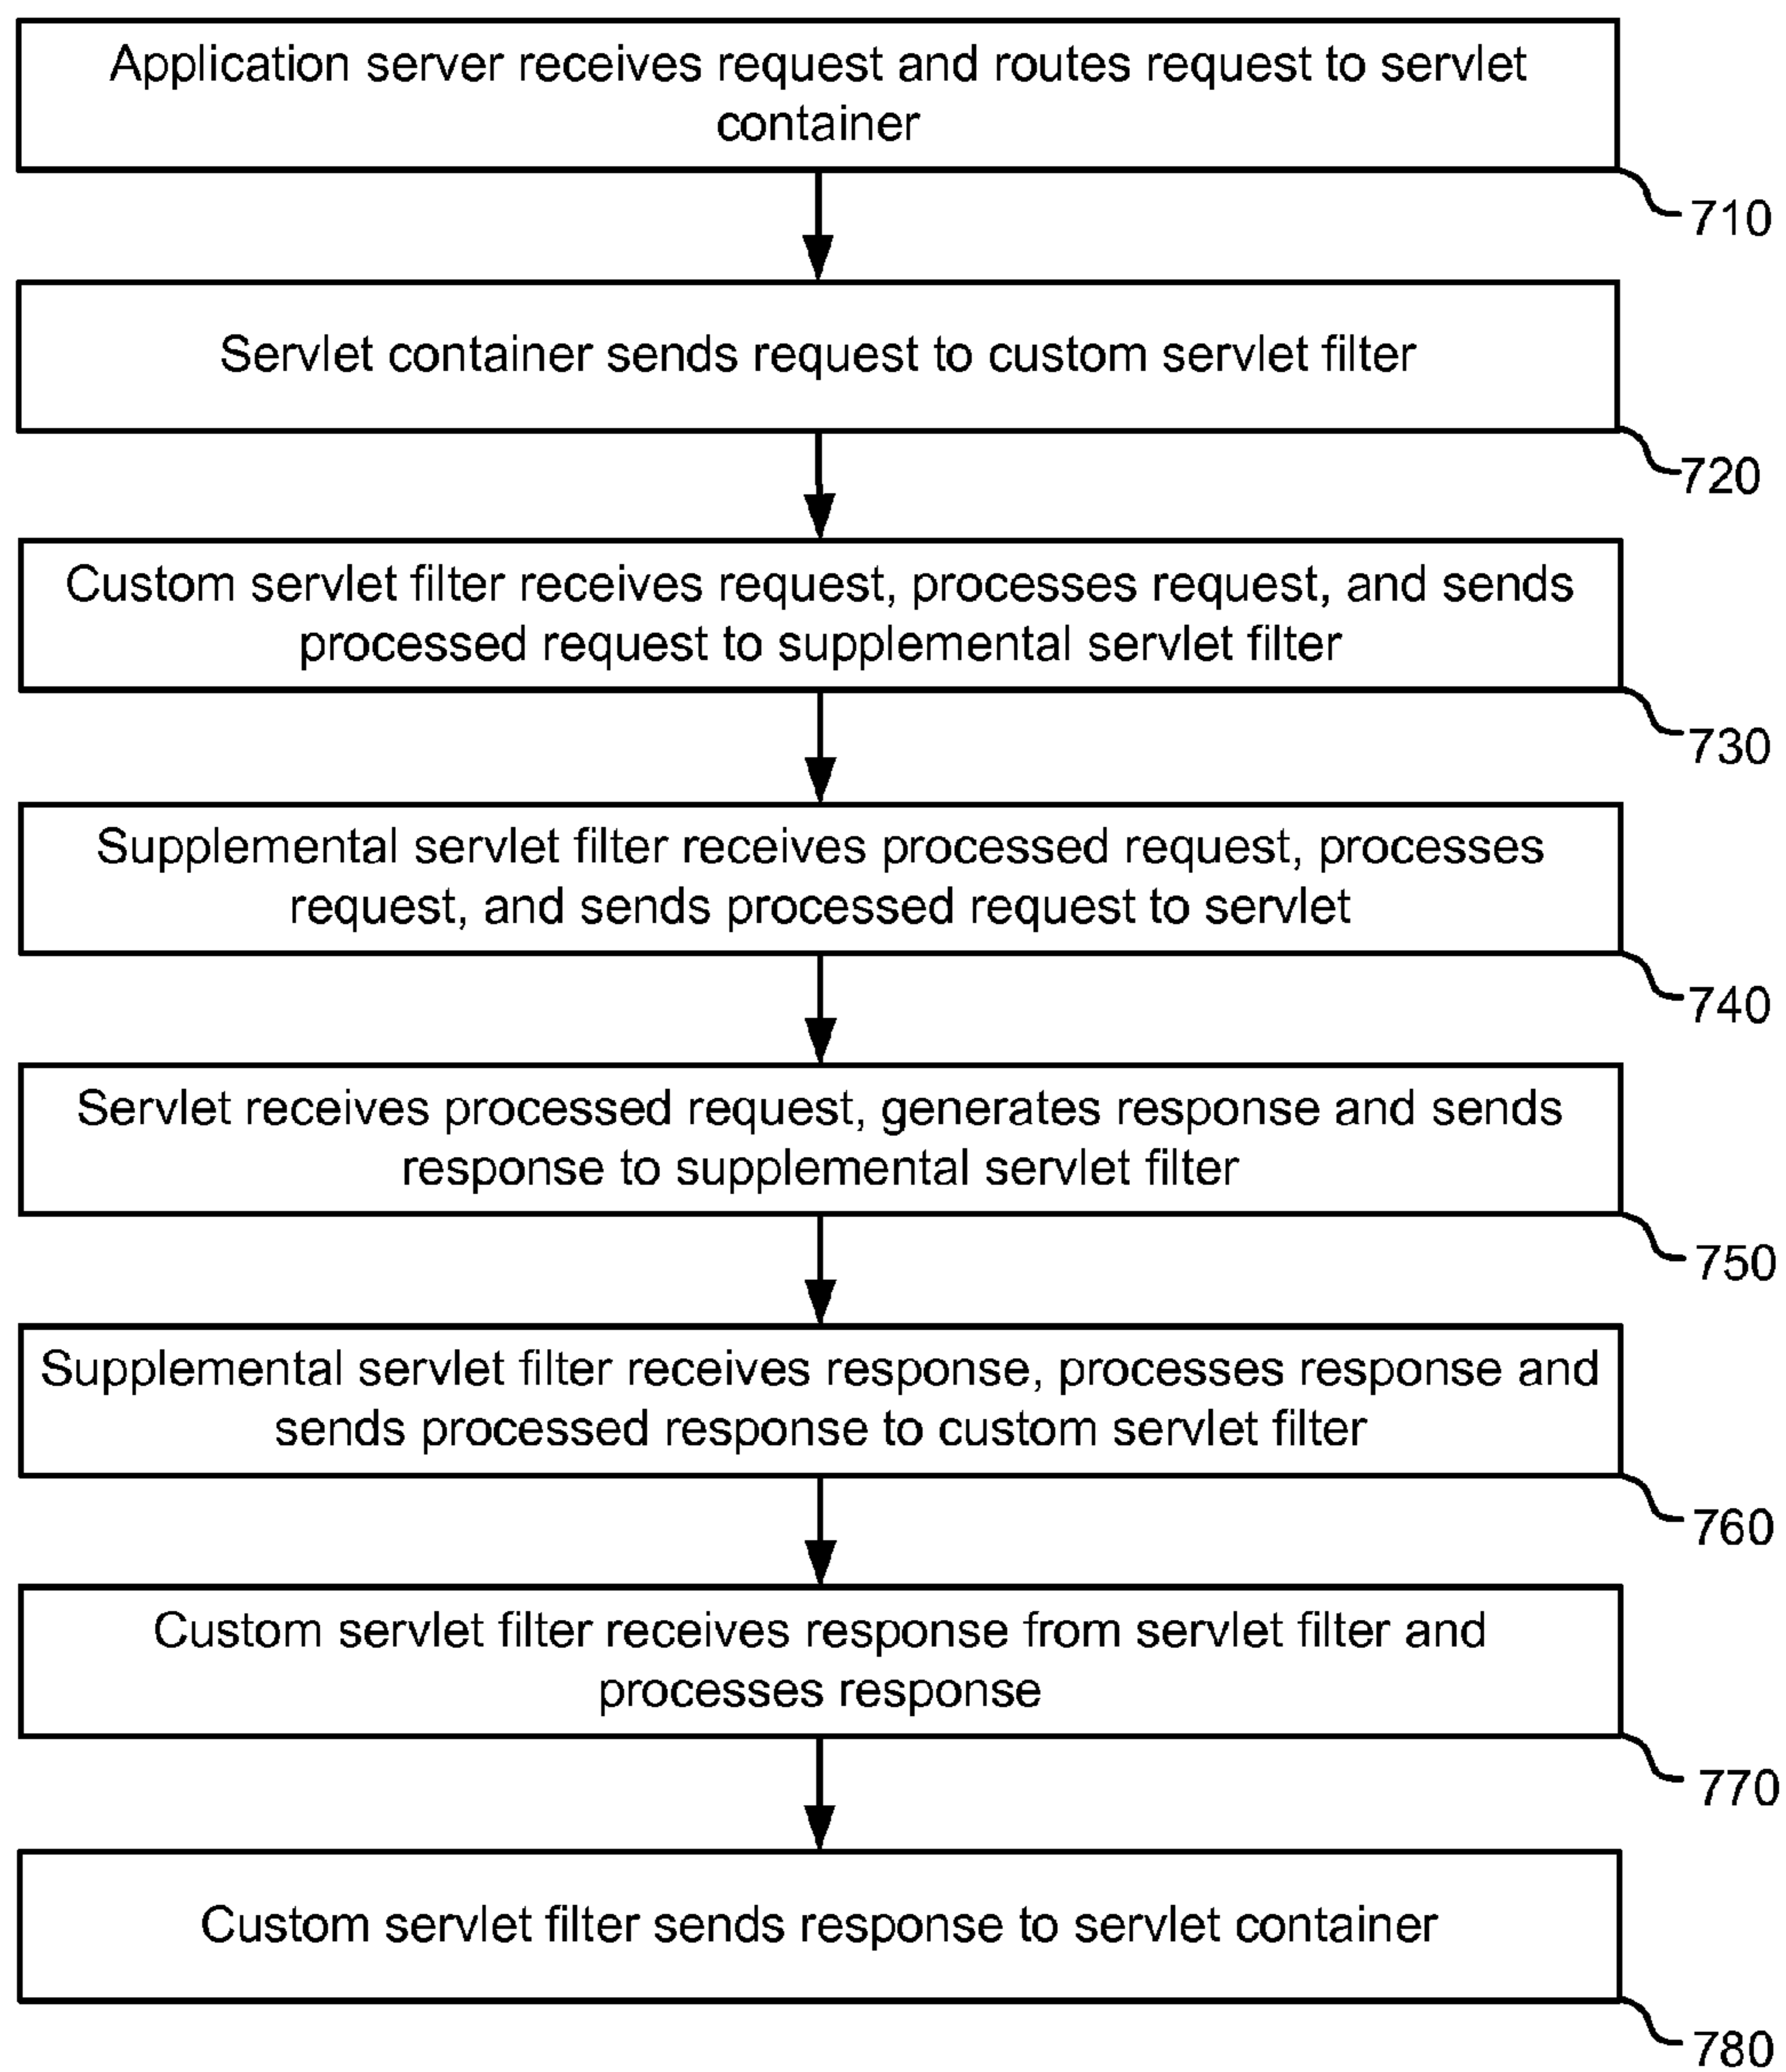 Application server receives request and routes request to servlet
container
710
Servlet container sends request to custom servlet filter
720
Custom servlet filter receives request, processes request, and sends
processed request to supplemental servlet filter
730
Supplemental servlet filter receives processed request, processes
request, and sends processed request to servlet
740
Servlet receives processed request, generates response and sends
response to supplemental servlet filter
750
Supplemental servlet filter receives response, processes response and
sends processed response to custom servlet filter
760
Custom servlet filter receives response from servlet filter and
processes response
770
Custom servlet filter sends response to servlet container
780